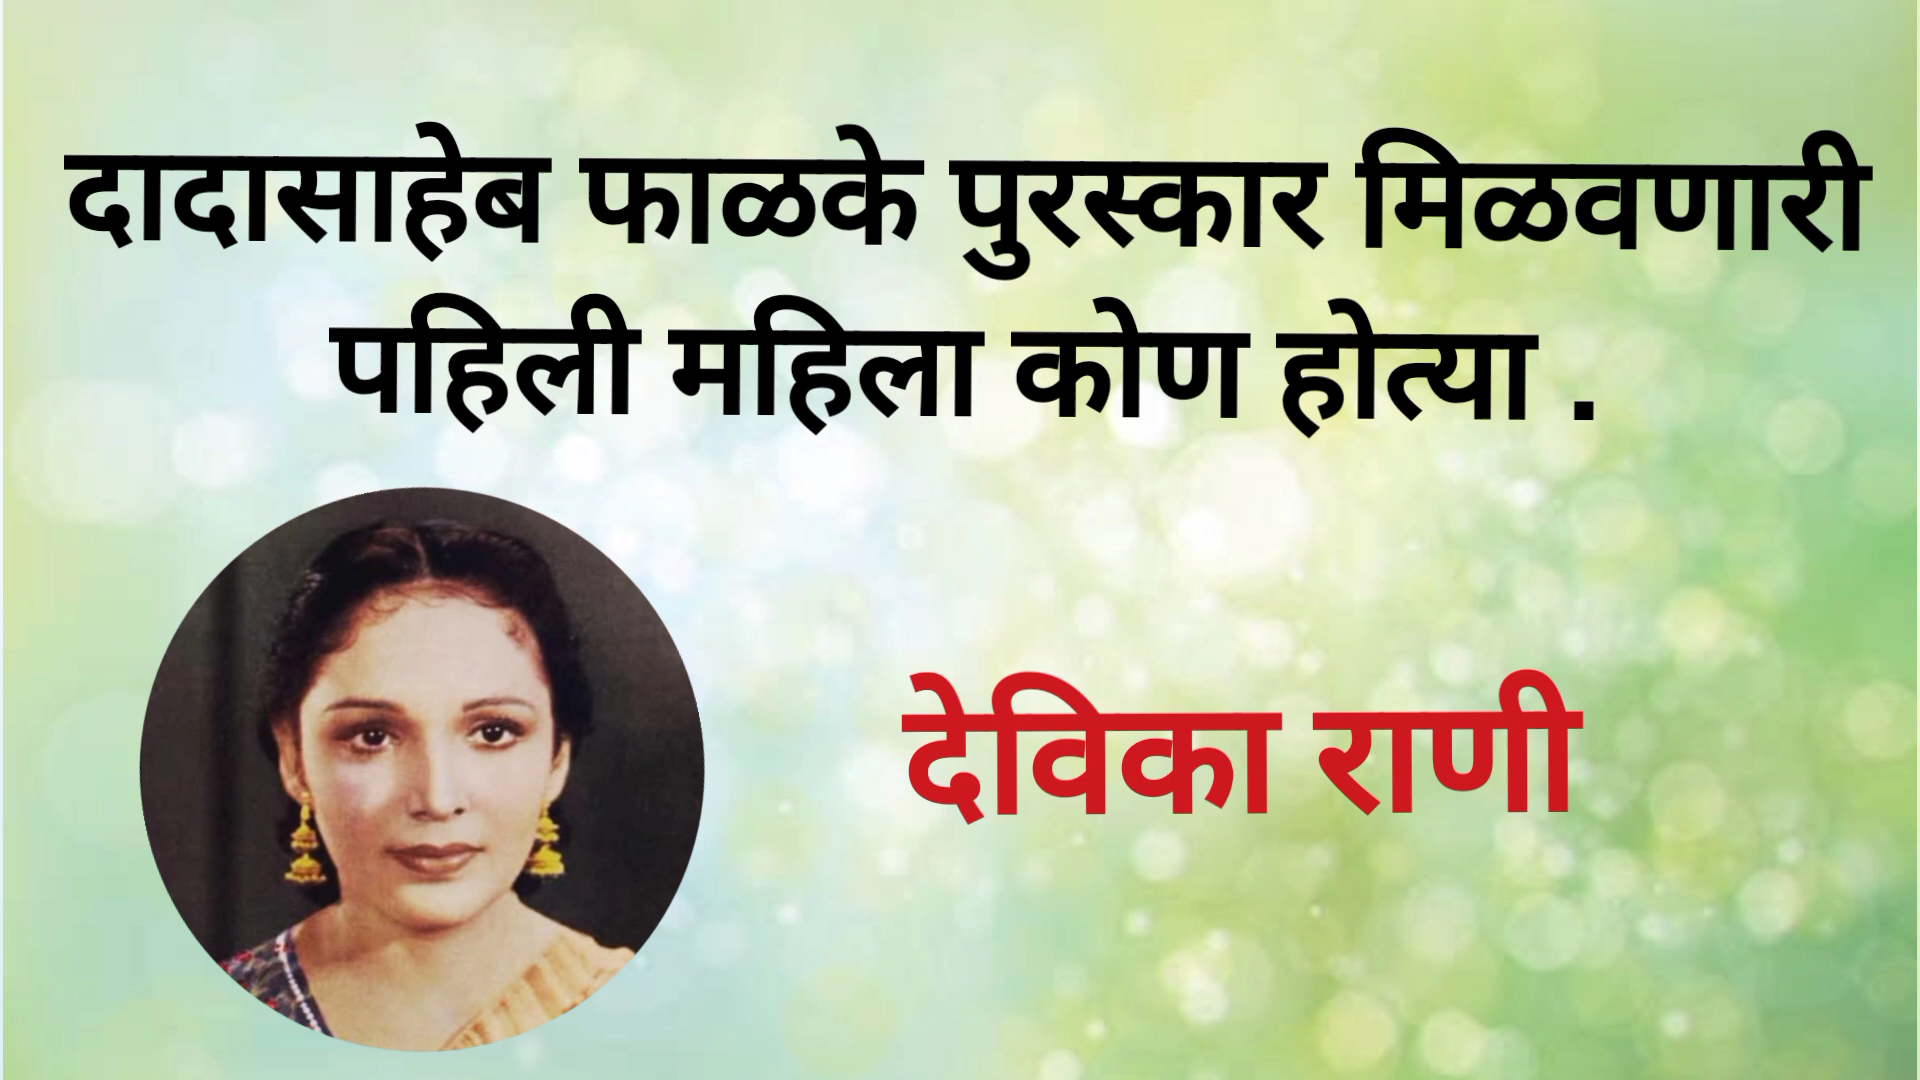 दादासाहेब फाळके पुरस्कार मिळवणारी
पहिली महिला कोण होत्या .
देविका राणी